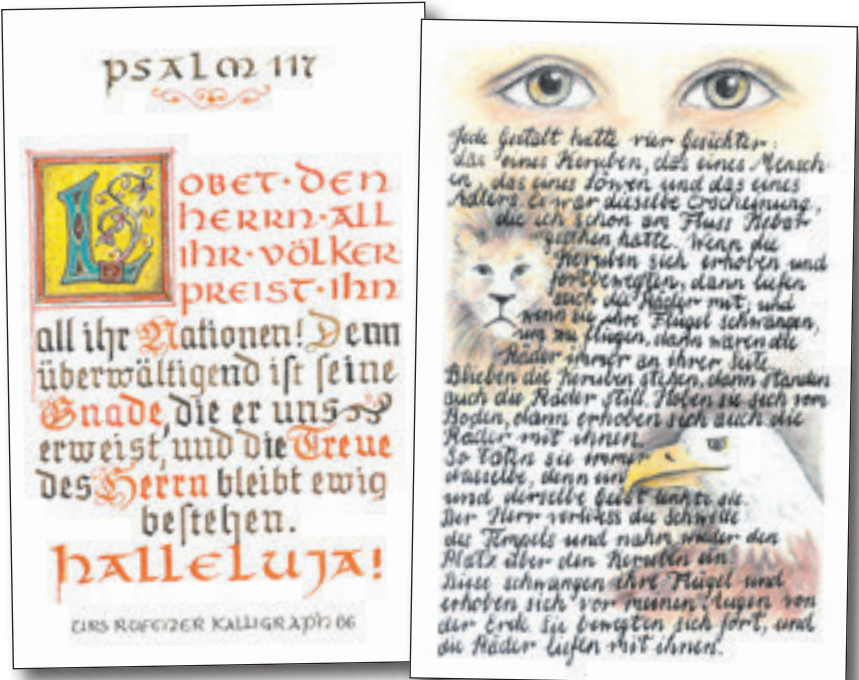 PSALM 117
LOBET·DEN
HERRN·ALL
IHR·VÖLKER
PREIST·IHN
all ihr Nationen! Denn
überwältigend ist seine
Gnade, die er uns
erweist, und die Treue
des Herrn bleibt ewig
bestehen.
HALLELUJA!
URS ROFFLER KALLIGRAPH 06
Jede Gestalt hatte vier Gesichter:
das eines Keruben, das eines Mensch-
en, das eines Löwen und das eines
Adlers. Es war dieselbe Erscheinung,
die ich schon am Fluss Kebar
gesehen hatte. Wenn die
Keruben sich erhoben und
fortbewegten, dann liefen
auch die Räder mit; und
wenn sie ihre Flügel schwangen,
um zu fliegen, dann waren die
Räder immer an ihrer Seite.
Blieben die Keruben stehen, dann standen
auch die Räder still. Hoben sie sich vom
Boden, dann erhoben sich auch die
Räder mit ihnen.
So taten sie immer
dasselbe, denn ein
und derselbe Geist lenkte sie.
Der Herr verliess die Schwelle
des Tempels und nahm wieder den
Platz über den Keruben ein.
Diese schwangen ihre Flügel und
erhoben sich vor meinen Augen von
der Erde. Sie bewegten sich fort, und
die Räder liefen mit ihnen.